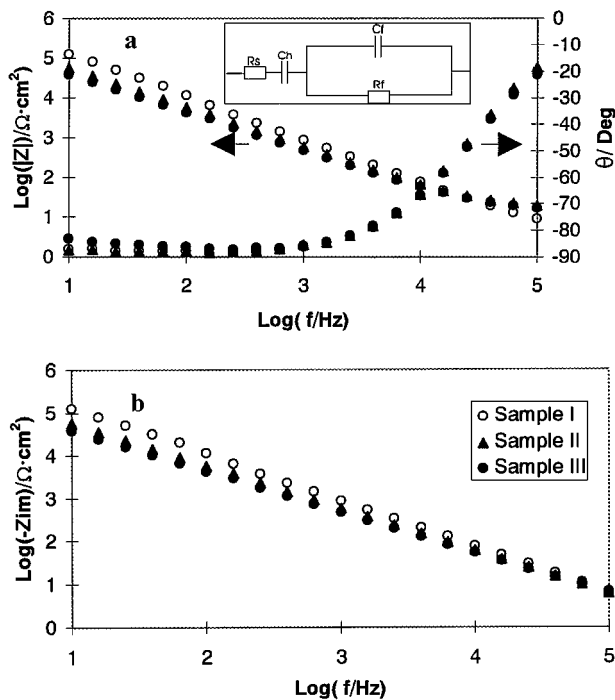 a
Cf
Rs
Ch
Rf
Log(|Z|)/Ω·cm²
6
5
4
3
2
1
0
0
-10
-20
-30
-40
-50
-60
-70
-80
-90
θ/ Deg
1 2 3 4 5
Log( f/Hz)
b
Log(-Zim)/Ω·cm²
6
5
4
3
2
1
0
Sample I
Sample II
Sample III
1 2 3 4 5
Log( f/Hz)